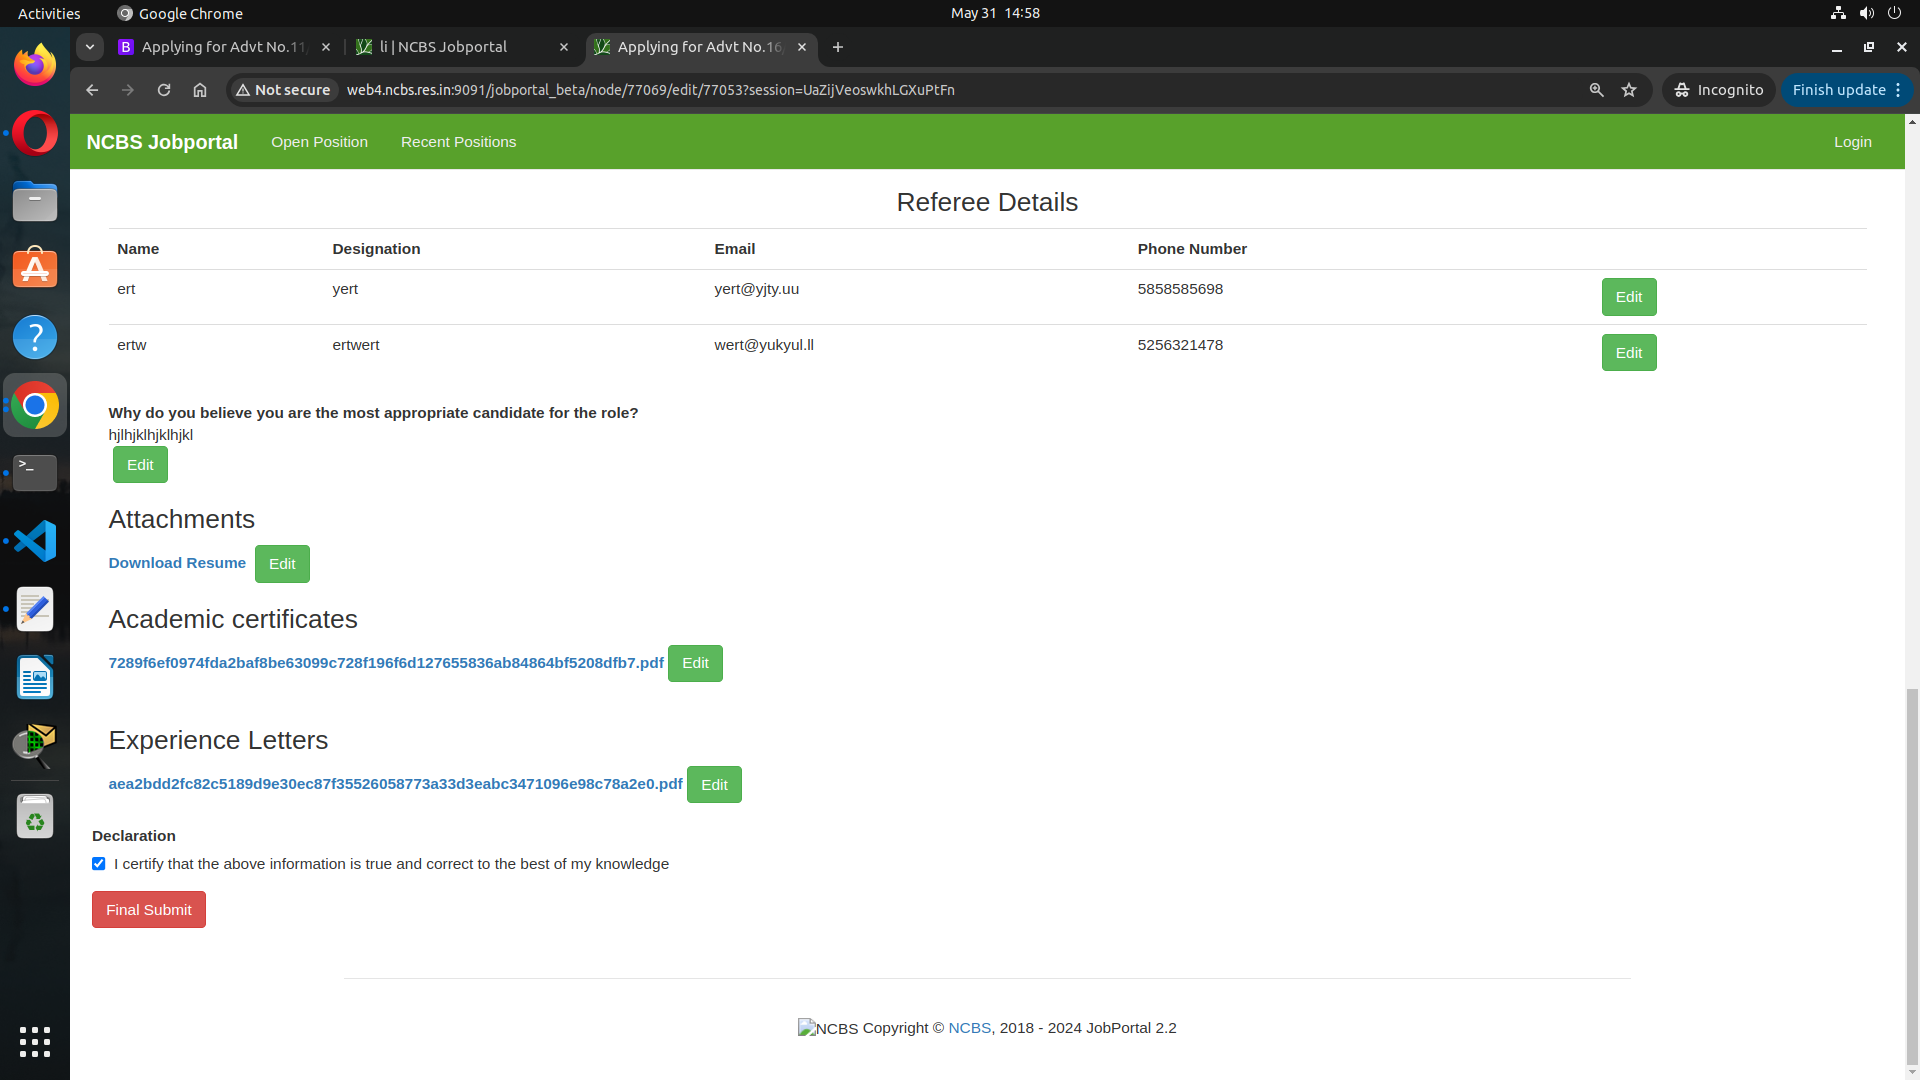 Activities
Google Chrome
May 31 14:58
Applying for Advt No.11/
li | NCBS Jobportal
Applying for Advt No.16/
Not secure
web4.ncbs.res.in:9091/jobportal_beta/node/77069/edit/77053?session=UaZijVeoswkhLGXuPtFn
Incognito
Finish update
NCBS Jobportal
Open Position
Recent Positions
Login
Referee Details
Name Designation Email Phone Number
ert yert yert@yjty.uu 5858585698 Edit
ertw ertwert wert@yukyul.ll 5256321478 Edit
Why do you believe you are the most appropriate candidate for the role?
hjlhjklhjklhjkl
Edit
Attachments
Download Resume Edit
Academic certificates
7289f6ef0974fda2baf8be63099c728f196f6d127655836ab84864bf5208dfb7.pdf Edit
Experience Letters
aea2bdd2fc82c5189d9e30ec87f35526058773a33d3eabc3471096e98c78a2e0.pdf Edit
Declaration
I certify that the above information is true and correct to the best of my knowledge
Final Submit
NCBS Copyright © NCBS, 2018 - 2024 JobPortal 2.2